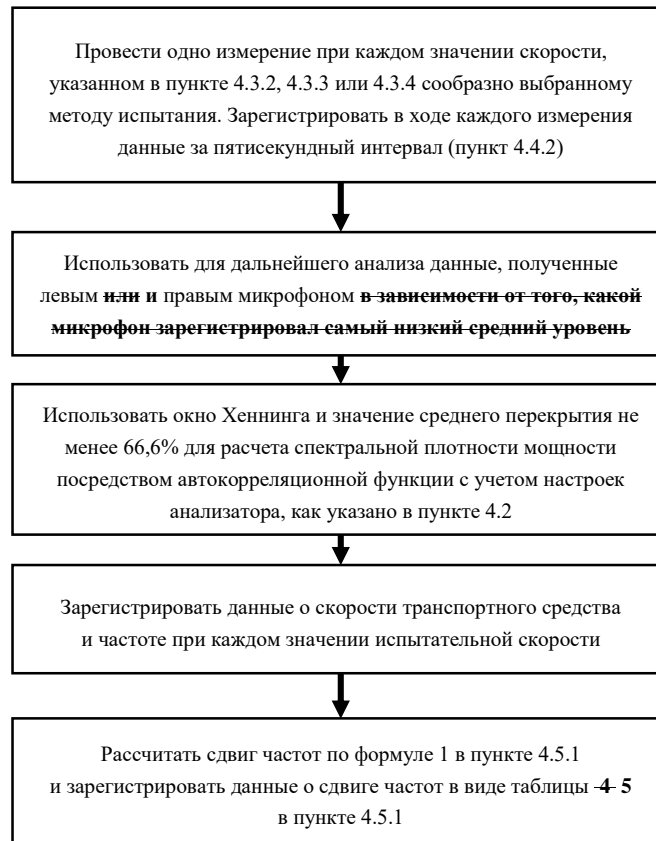 Провести одно измерение при каждом значении скорости,
указанном в пункте 4.3.2, 4.3.3 или 4.3.4 сообразно выбранному
методу испытания. Зарегистрировать в ходе каждого измерения
данные за пятисекундный интервал (пункт 4.4.2)
Использовать для дальнейшего анализа данные, полученные
левым или и правым микрофоном в зависимости от того, какой
микрофон зарегистрировал самый низкий средний уровень
Использовать окно Хеннинга и значение среднего перекрытия не
менее 66,6% для расчета спектральной плотности мощности
посредством автокорреляционной функции с учетом настроек
анализатора, как указано в пункте 4.2
Зарегистрировать данные о скорости транспортного средства
и частоте при каждом значении испытательной скорости
Рассчитать сдвиг частот по формуле 1 в пункте 4.5.1
и зарегистрировать данные о сдвиге частот в виде таблицы 4 5
в пункте 4.5.1